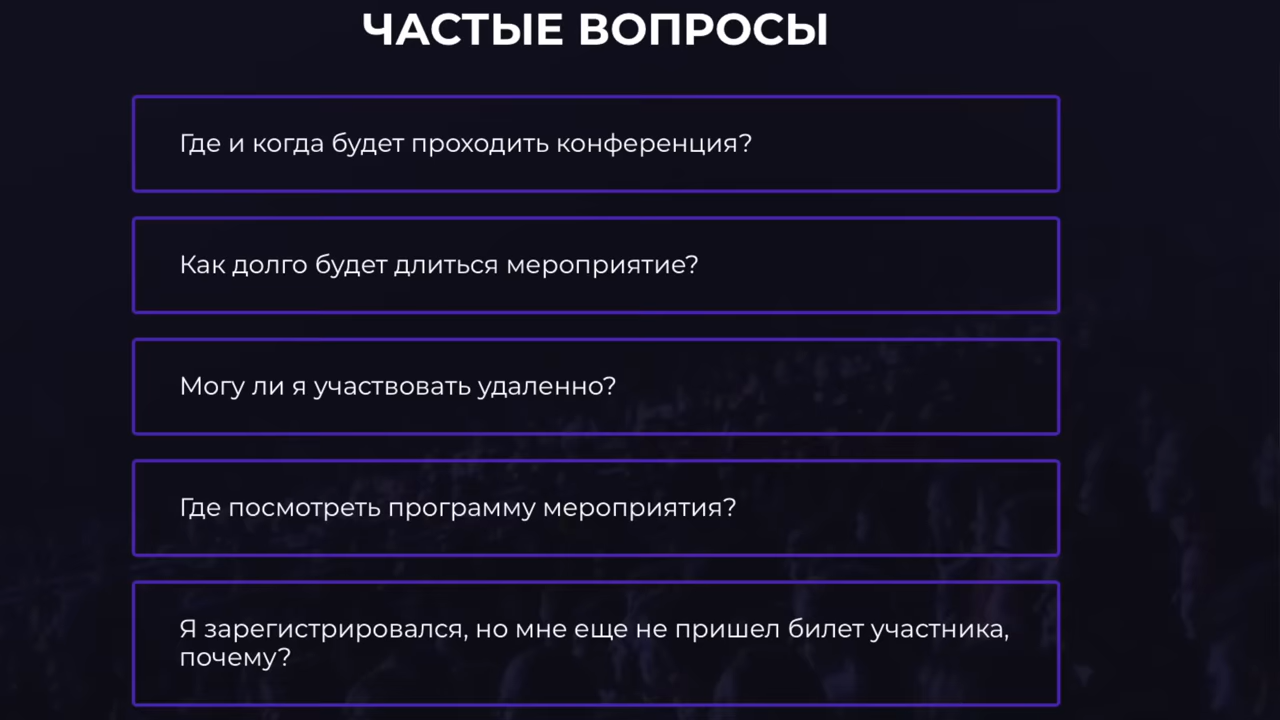 ЧАСТЫЕ ВОПРОСЫ
Где и когда будет проходить конференция?
Как долго будет длиться мероприятие?
Могу ли я участвовать удаленно?
Где посмотреть программу мероприятия?
Я зарегистрировался, но мне еще не пришел билет участника,
почему?